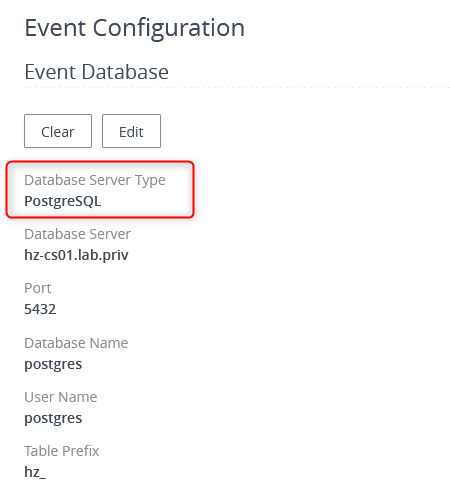 Event Configuration
Event Database
Clear Edit
Database Server Type
PostgreSQL
Database Server
hz-cs01.lab.priv
Port
5432
Database Name
postgres
User Name
postgres
Table Prefix
hz_